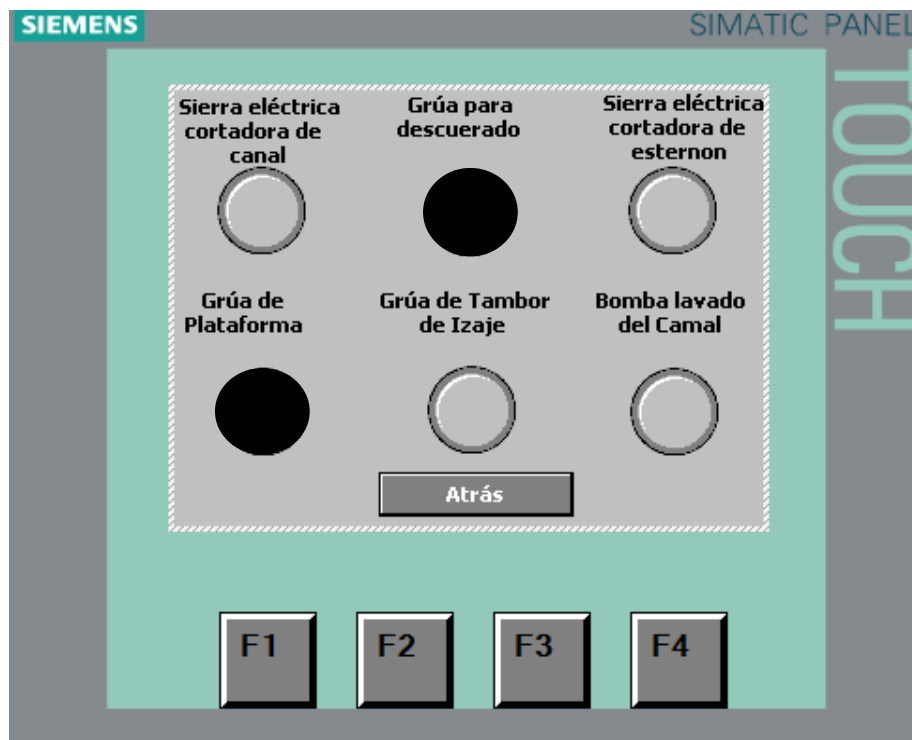 SIEMENS
SIMATIC PANEL
TOUCH
Sierra eléctrica
cortadora de
canal
Grúa para
descuerado
Sierra eléctrica
cortadora de
esternon
Grúa de
Plataforma
Grúa de Tambor
de Izaje
Bomba lavado
del Camal
Atrás
F1
F2
F3
F4